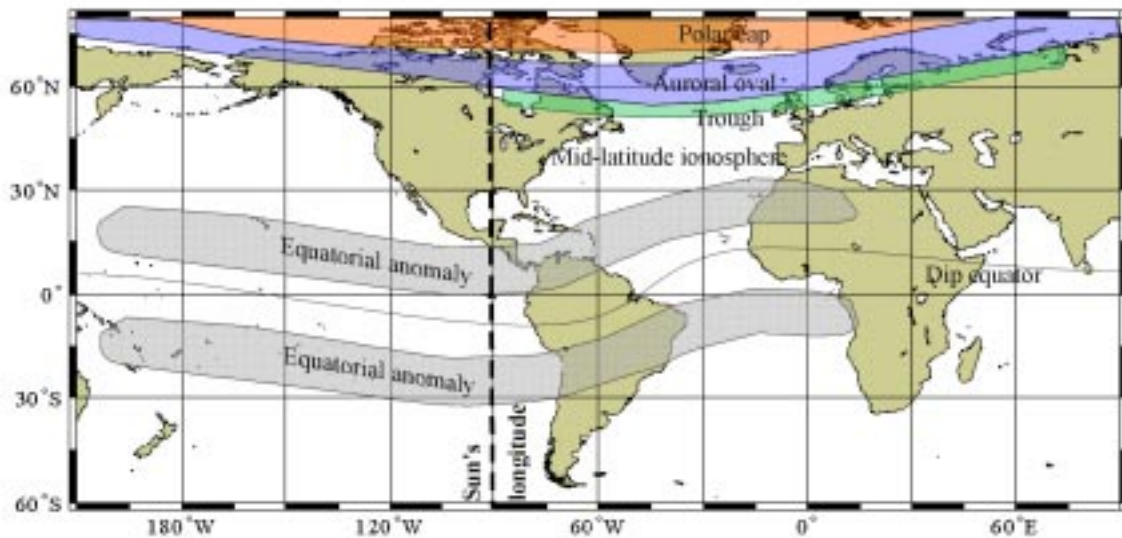 Polar cap
60°N
Auroral oval
Trough
Mid-latitude ionosphere
30°N
Equatorial anomaly
Dip equator
0°
Equatorial anomaly
30°S
Sun's
longitude
60°S
180°W
120°W
60°W
0°
60°E